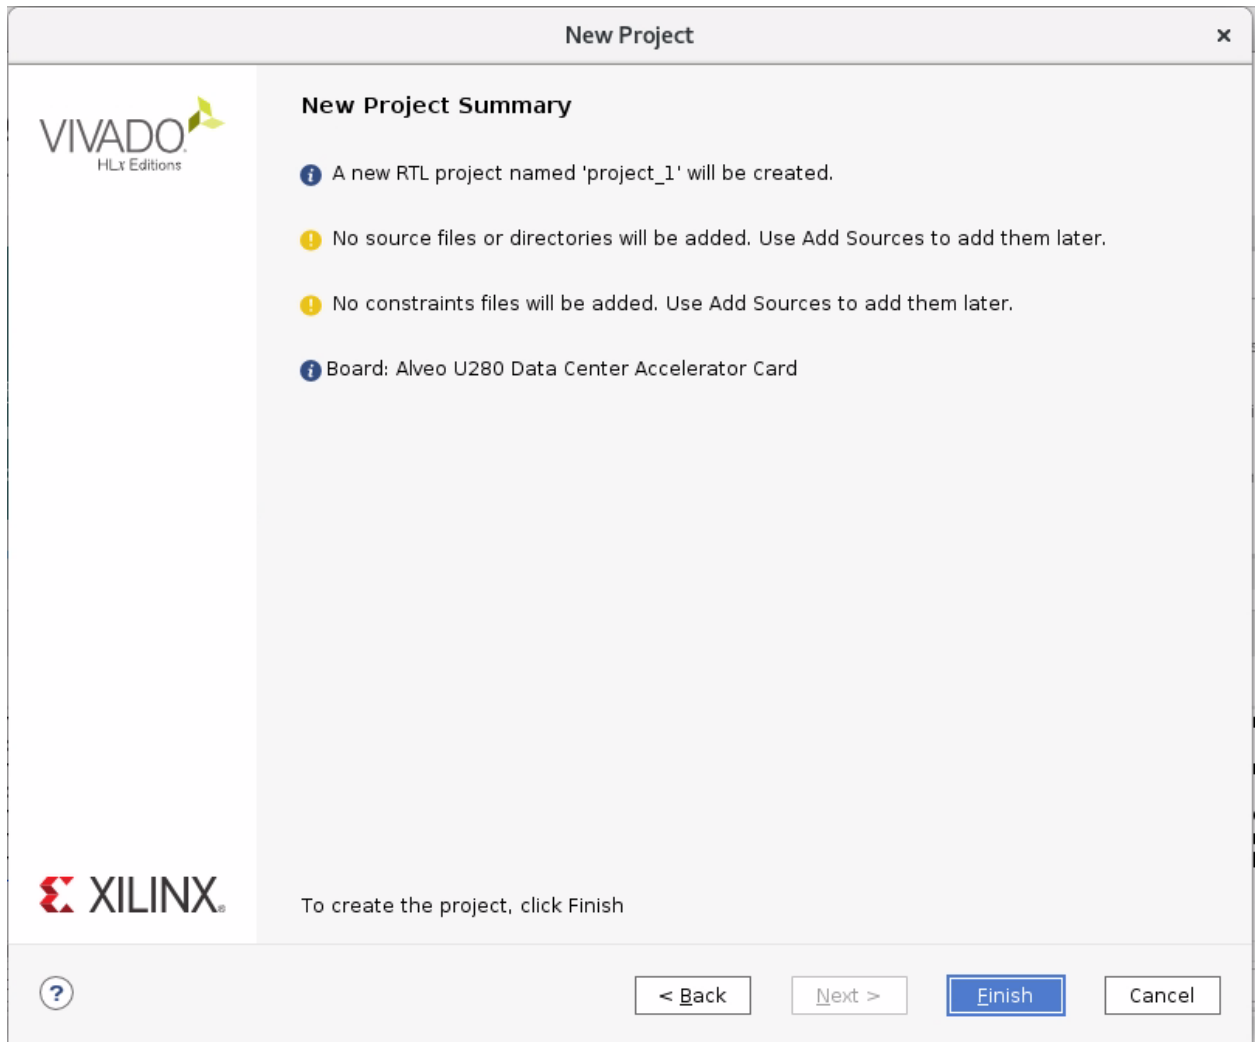 New Project
×
VIVADO.
HLx Editions
New Project Summary
A new RTL project named 'project_1' will be created.
No source files or directories will be added. Use Add Sources to add them later.
No constraints files will be added. Use Add Sources to add them later.
Board: Alveo U280 Data Center Accelerator Card
XILINX®
To create the project, click Finish
?
< Back
Next >
Finish
Cancel